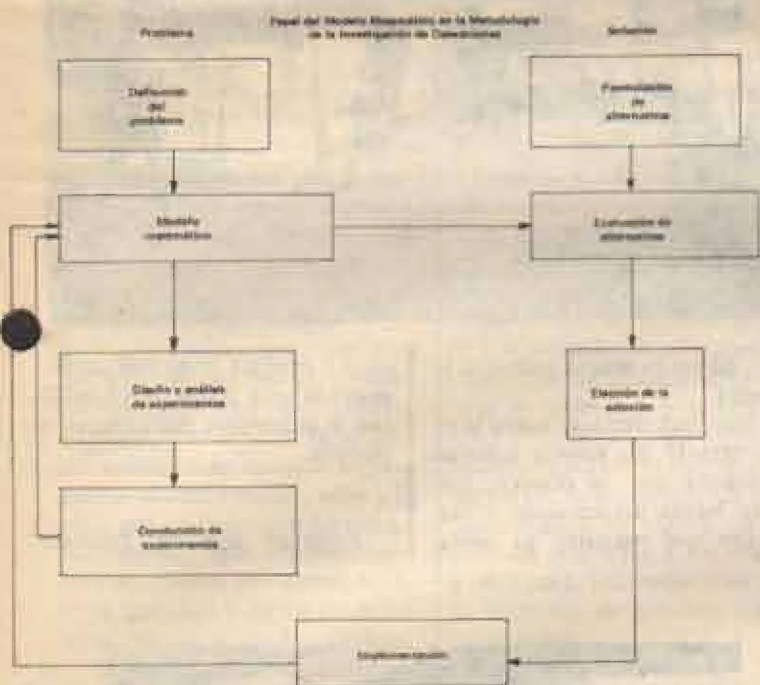 Papel del Modelo Matemático en la Metodología
de la Investigación de Operaciones
Problema
Solución
Definición
del
problema
Formulación
de
alternativas
Modelo
matemático
Evaluación de
alternativas
Diseño y análisis
de experimentos
Elección de la
solución
Conducción de
experimentos
Implementación